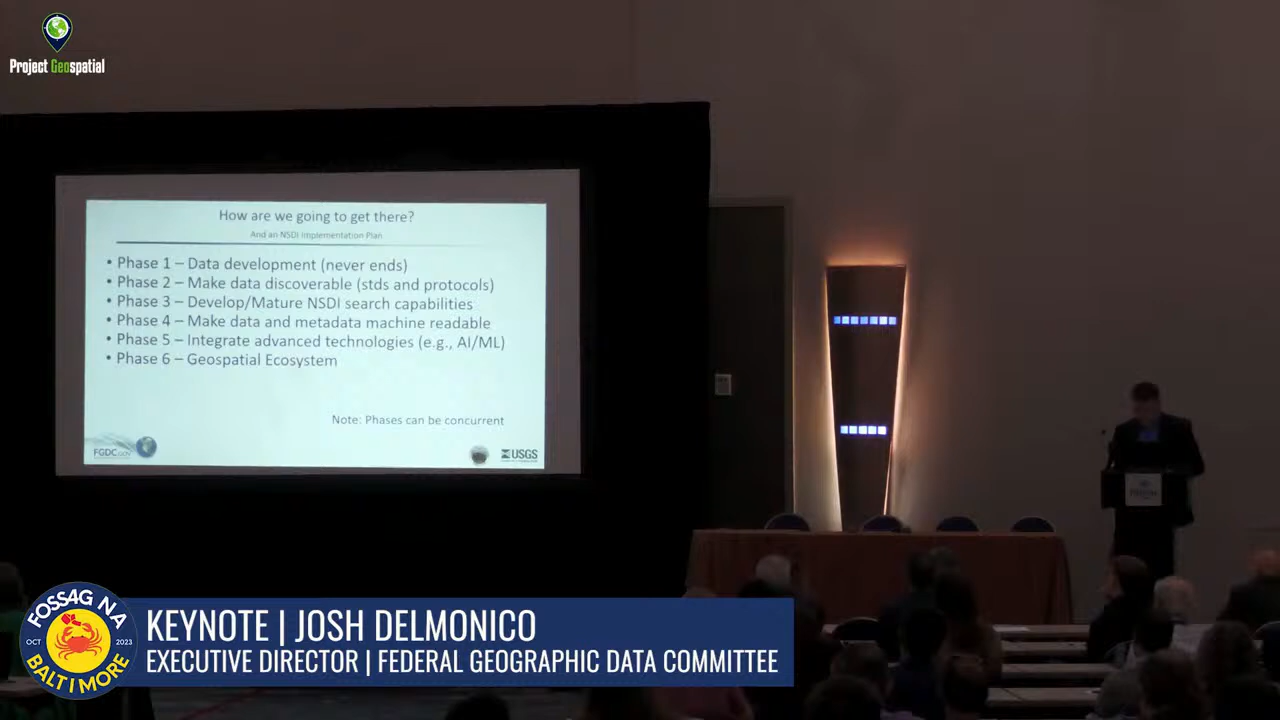 Project Geospatial
How are we going to get there?
And an NSDI Implementation Plan
• Phase 1 – Data development (never ends)
• Phase 2 – Make data discoverable (stds and protocols)
• Phase 3 – Develop/Mature NSDI search capabilities
• Phase 4 – Make data and metadata machine readable
• Phase 5 – Integrate advanced technologies (e.g., AI/ML)
• Phase 6 – Geospatial Ecosystem
Note: Phases can be concurrent
FGDC.gov
USGS
FOSS4G NA
OCT 2023
BALTIMORE
KEYNOTE | JOSH DELMONICO
EXECUTIVE DIRECTOR | FEDERAL GEOGRAPHIC DATA COMMITTEE